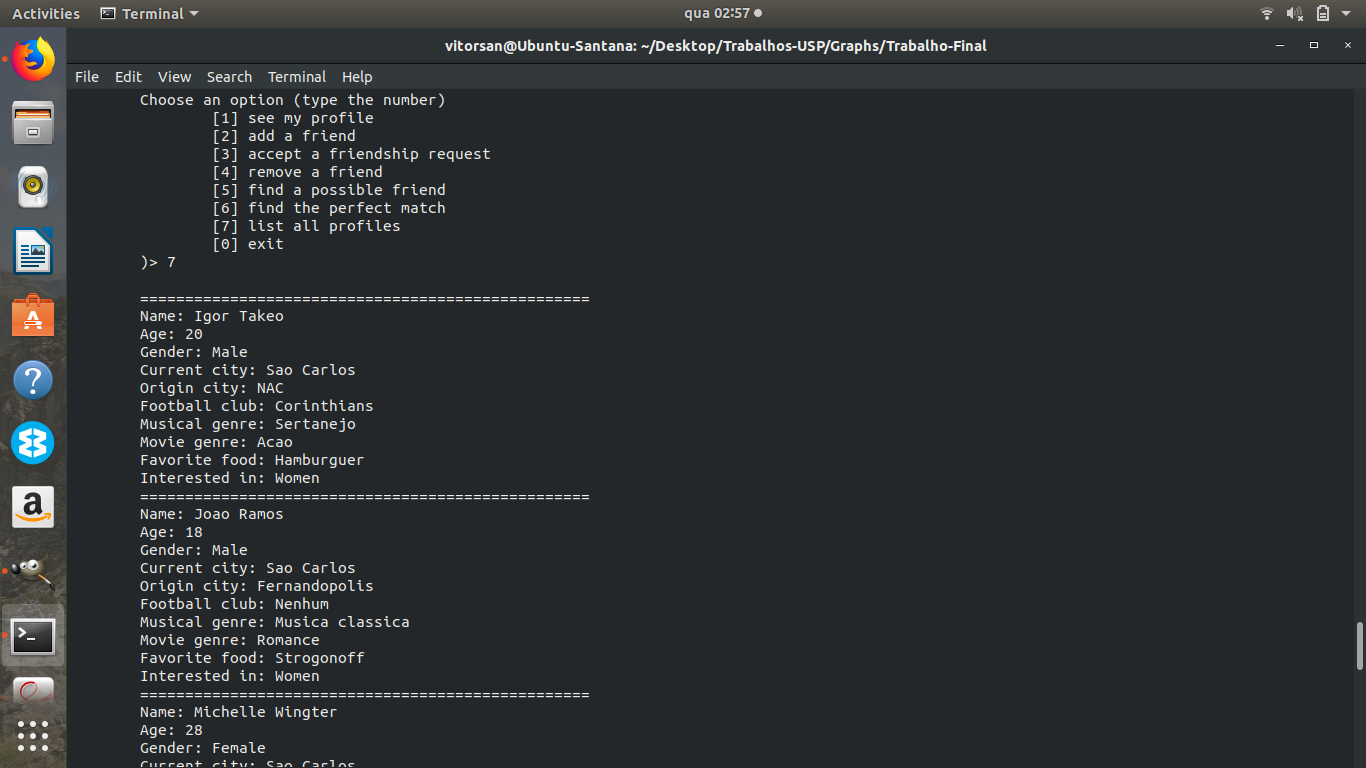 Activities Terminal qua 02:57
vitorsan@Ubuntu-Santana: ~/Desktop/Trabalhos-USP/Graphs/Trabalho-Final
File Edit View Search Terminal Help
Choose an option (type the number)
[1] see my profile
[2] add a friend
[3] accept a friendship request
[4] remove a friend
[5] find a possible friend
[6] find the perfect match
[7] list all profiles
[0] exit
)> 7
==================================================
Name: Igor Takeo
Age: 20
Gender: Male
Current city: Sao Carlos
Origin city: NAC
Football club: Corinthians
Musical genre: Sertanejo
Movie genre: Acao
Favorite food: Hamburguer
Interested in: Women
==================================================
Name: Joao Ramos
Age: 18
Gender: Male
Current city: Sao Carlos
Origin city: Fernandopolis
Football club: Nenhum
Musical genre: Musica classica
Movie genre: Romance
Favorite food: Strogonoff
Interested in: Women
==================================================
Name: Michelle Wingter
Age: 28
Gender: Female
Current city: Sao Carlos